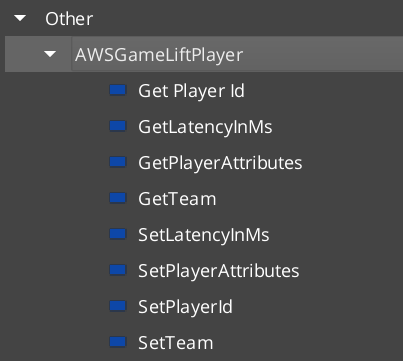 Other
AWSGameLiftPlayer
Get Player Id
GetLatencyInMs
GetPlayerAttributes
GetTeam
SetLatencyInMs
SetPlayerAttributes
SetPlayerId
SetTeam